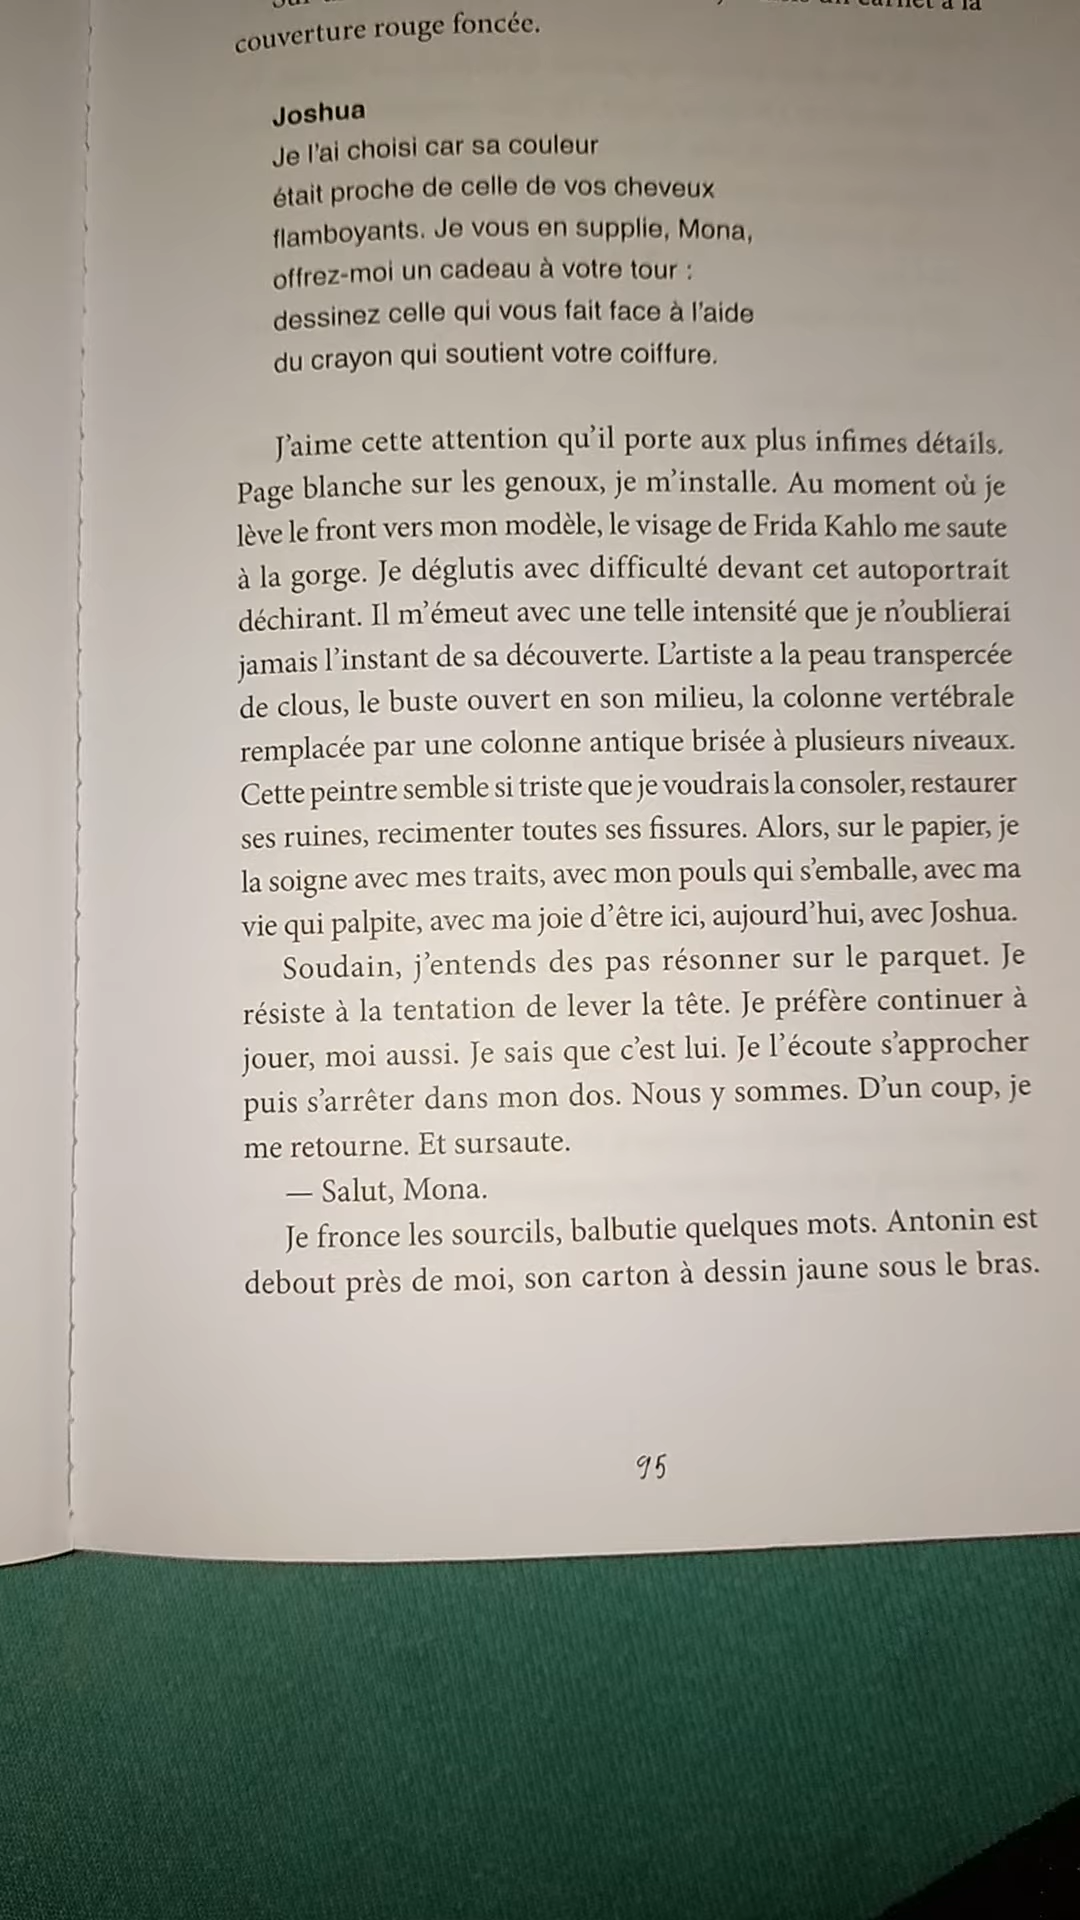 carnet à la
couverture rouge foncée.
Joshua
Je l'ai choisi car sa couleur
était proche de celle de vos cheveux
flamboyants. Je vous en supplie, Mona,
offrez-moi un cadeau à votre tour :
dessinez celle qui vous fait face à l'aide
du crayon qui soutient votre coiffure.
J'aime cette attention qu'il porte aux plus infimes détails.
Page blanche sur les genoux, je m'installe. Au moment où je
lève le front vers mon modèle, le visage de Frida Kahlo me saute
à la gorge. Je déglutis avec difficulté devant cet autoportrait
déchirant. Il m'émeut avec une telle intensité que je n'oublierai
jamais l'instant de sa découverte. L'artiste a la peau transpercée
de clous, le buste ouvert en son milieu, la colonne vertébrale
remplacée par une colonne antique brisée à plusieurs niveaux.
Cette peintre semble si triste que je voudrais la consoler, restaurer
ses ruines, recimenter toutes ses fissures. Alors, sur le papier, je
la soigne avec mes traits, avec mon pouls qui s'emballe, avec ma
vie qui palpite, avec ma joie d'être ici, aujourd'hui, avec Joshua.
Soudain, j'entends des pas résonner sur le parquet. Je
résiste à la tentation de lever la tête. Je préfère continuer à
jouer, moi aussi. Je sais que c'est lui. Je l'écoute s'approcher
puis s'arrêter dans mon dos. Nous y sommes. D'un coup, je
me retourne. Et sursaute.
— Salut, Mona.
Je fronce les sourcils, balbutie quelques mots. Antonin est
debout près de moi, son carton à dessin jaune sous le bras.
95